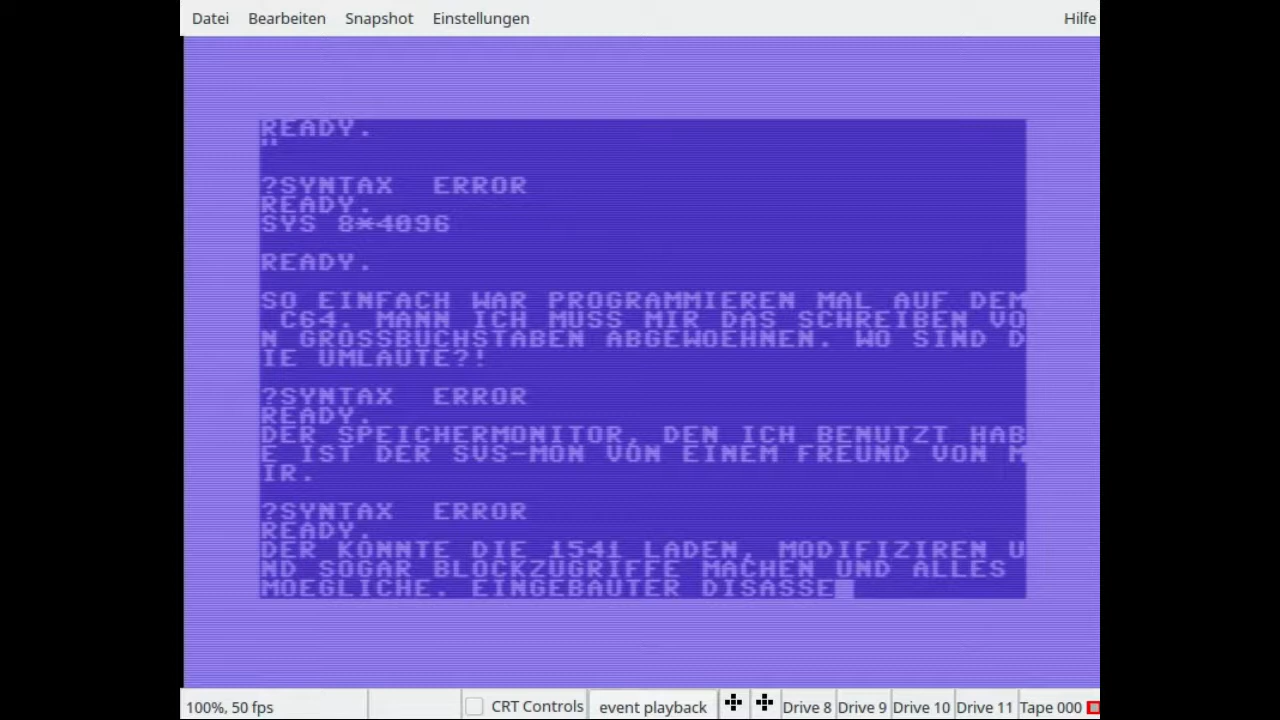 Datei Bearbeiten Snapshot Einstellungen Hilfe
READY.
"
?SYNTAX ERROR
READY.
SYS 8*4096
READY.
SO EINFACH WAR PROGRAMMIEREN MAL AUF DEM
C64. MANN ICH MUSS MIR DAS SCHREIBEN VO
N GROSSBUCHSTABEN ABGEWOEHNEN. WO SIND D
IE UMLAUTE?!
?SYNTAX ERROR
READY.
DER SPEICHERMONITOR, DEN ICH BENUTZT HAB
E IST DER SVS-MON VON EINEM FREUND VON M
IR.
?SYNTAX ERROR
READY.
DER KONNTE DIE 1541 LADEN, MODIFIZIREN U
ND SOGAR BLOCKZUGRIFFE MACHEN UND ALLES
MOEGLICHE. EINGEBAUTER DISASSE
100%, 50 fps CRT Controls event playback Drive 8 Drive 9 Drive 10 Drive 11 Tape 000